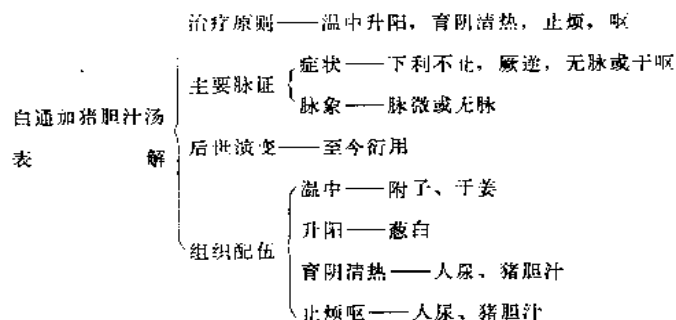 治疗原则——温中升阳，育阴清热，止烦，呕
症状——下利不止，厥逆，无脉或干呕
主要脉证
脉象——脉微或无脉
白通加猪胆汁汤
表 解
后世演变——至今衍用
温中——附子、干姜
升阳——葱白
组织配伍
育阴清热——人尿、猪胆汁
止烦呕——人尿、猪胆汁